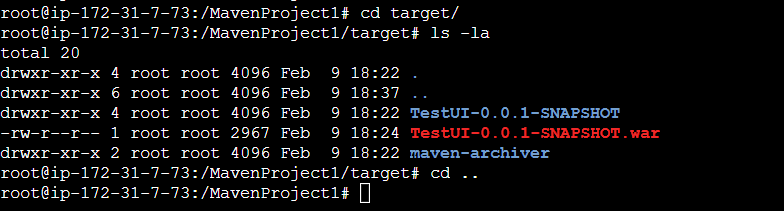 root@ip-172-31-7-73:/MavenProject1# cd target/
root@ip-172-31-7-73:/MavenProject1/target# ls -la
total 20
drwxr-xr-x 4 root root 4096 Feb  9 18:22 .
drwxr-xr-x 6 root root 4096 Feb  9 18:37 ..
drwxr-xr-x 4 root root 4096 Feb  9 18:22 TestUI-0.0.1-SNAPSHOT
-rw-r--r-- 1 root root 2967 Feb  9 18:24 TestUI-0.0.1-SNAPSHOT.war
drwxr-xr-x 2 root root 4096 Feb  9 18:22 maven-archiver
root@ip-172-31-7-73:/MavenProject1/target# cd ..
root@ip-172-31-7-73:/MavenProject1#